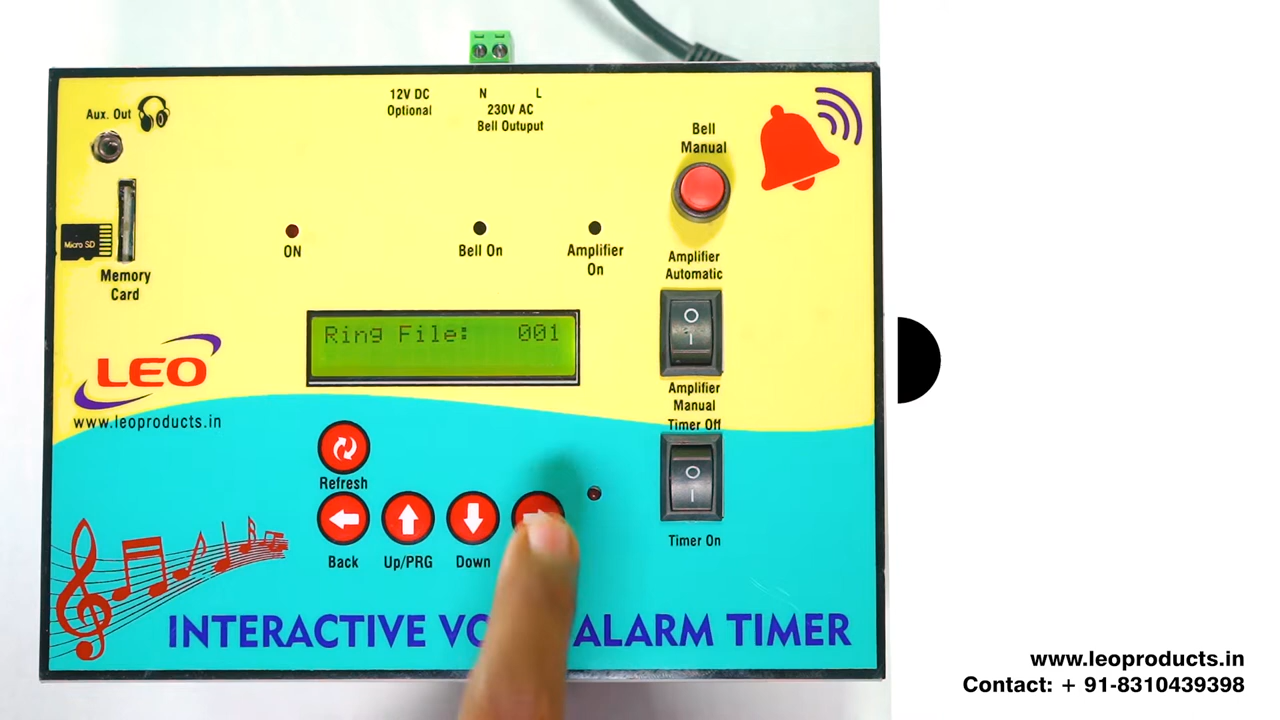 Aux. Out
12V DC
Optional
N L
230V AC
Bell Outuput
Bell
Manual
Micro SD
Memory
Card
ON
Bell On
Amplifier
On
Amplifier
Automatic
O
I
Ring File: 001
Amplifier
Manual
LEO
www.leoproducts.in
Timer Off
O
I
Timer On
Refresh
Back
Up/PRG
Down
INTERACTIVE ALARM TIMER
www.leoproducts.in
Contact: + 91-8310439398